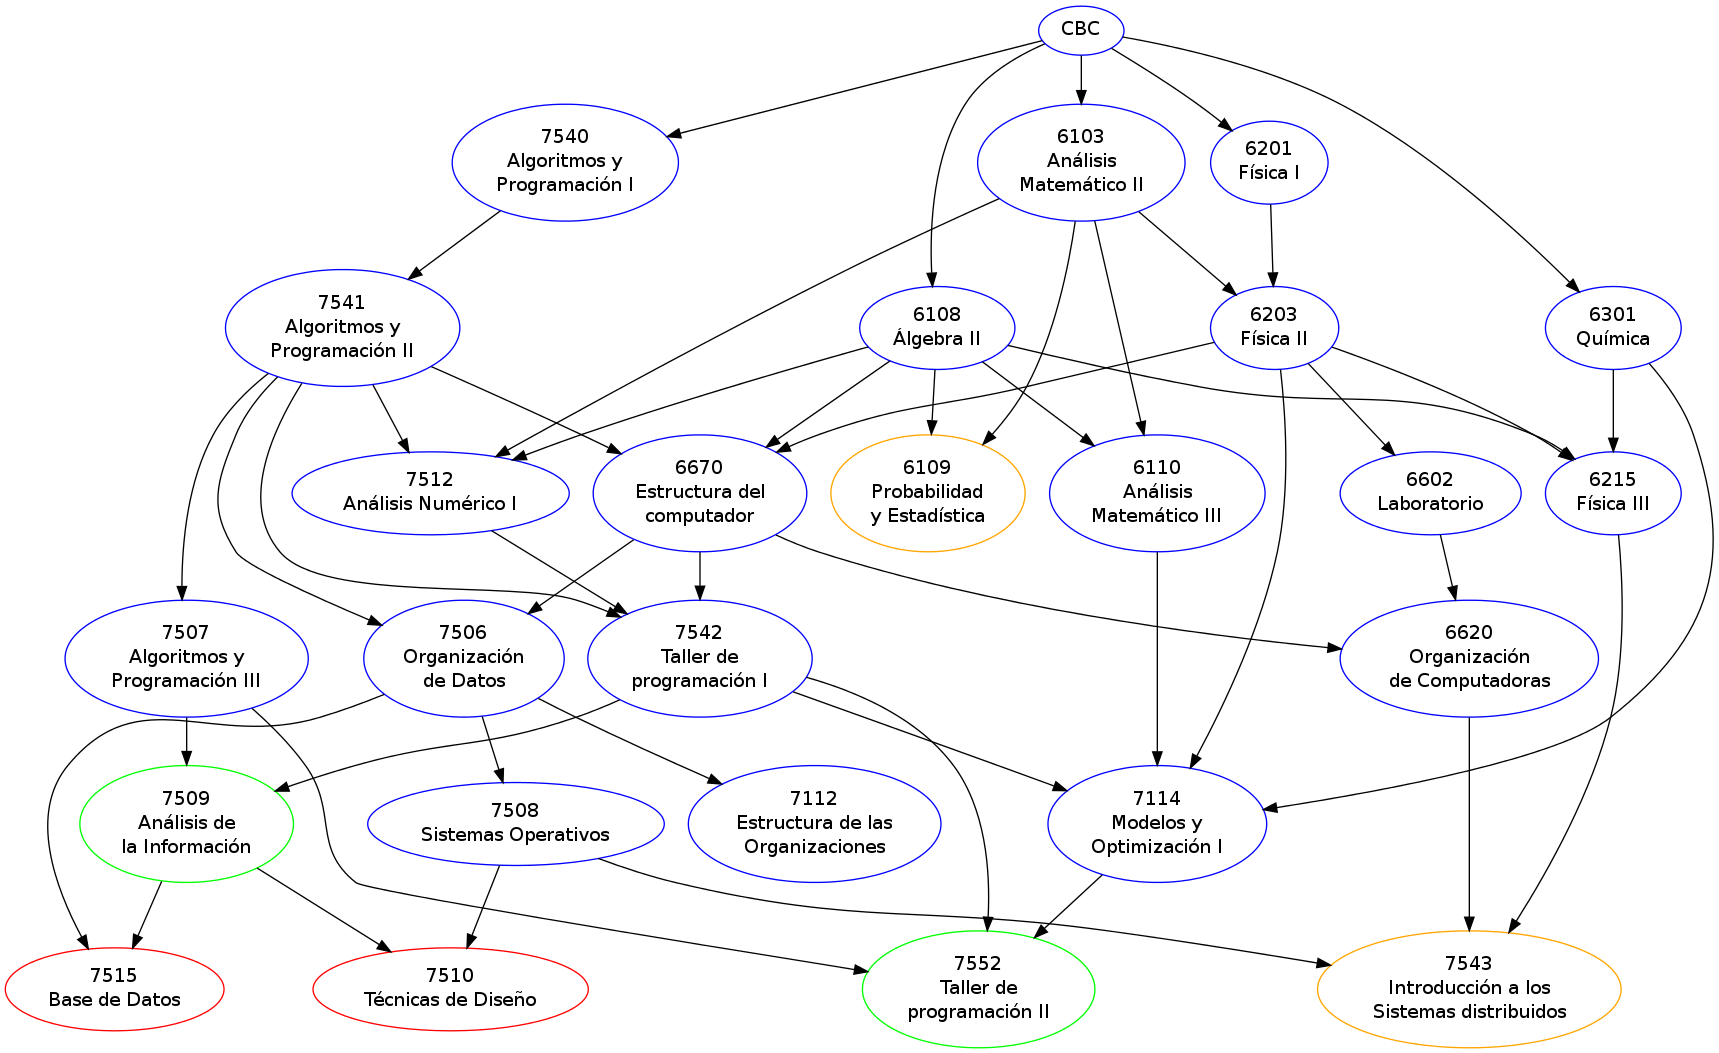 CBC
7540
Algoritmos y
Programación I
6103
Análisis
Matemático II
6201
Física I
7541
Algoritmos y
Programación II
6108
Álgebra II
6203
Física II
6301
Química
7512
Análisis Numérico I
6670
Estructura del
computador
6109
Probabilidad
y Estadística
6110
Análisis
Matemático III
6602
Laboratorio
6215
Física III
7507
Algoritmos y
Programación III
7506
Organización
de Datos
7542
Taller de
programación I
6620
Organización
de Computadoras
7509
Análisis de
la Información
7508
Sistemas Operativos
7112
Estructura de las
Organizaciones
7114
Modelos y
Optimización I
7515
Base de Datos
7510
Técnicas de Diseño
7552
Taller de
programación II
7543
Introducción a los
Sistemas distribuidos